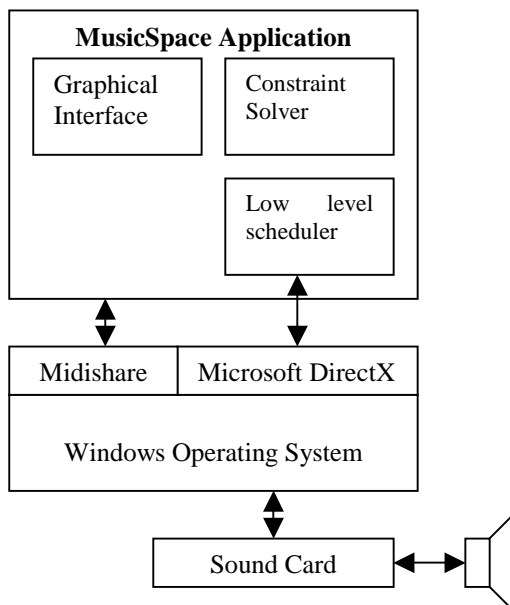 MusicSpace Application
Graphical
Interface
Constraint
Solver
Low level
scheduler
Midishare
Microsoft DirectX
Windows Operating System
Sound Card